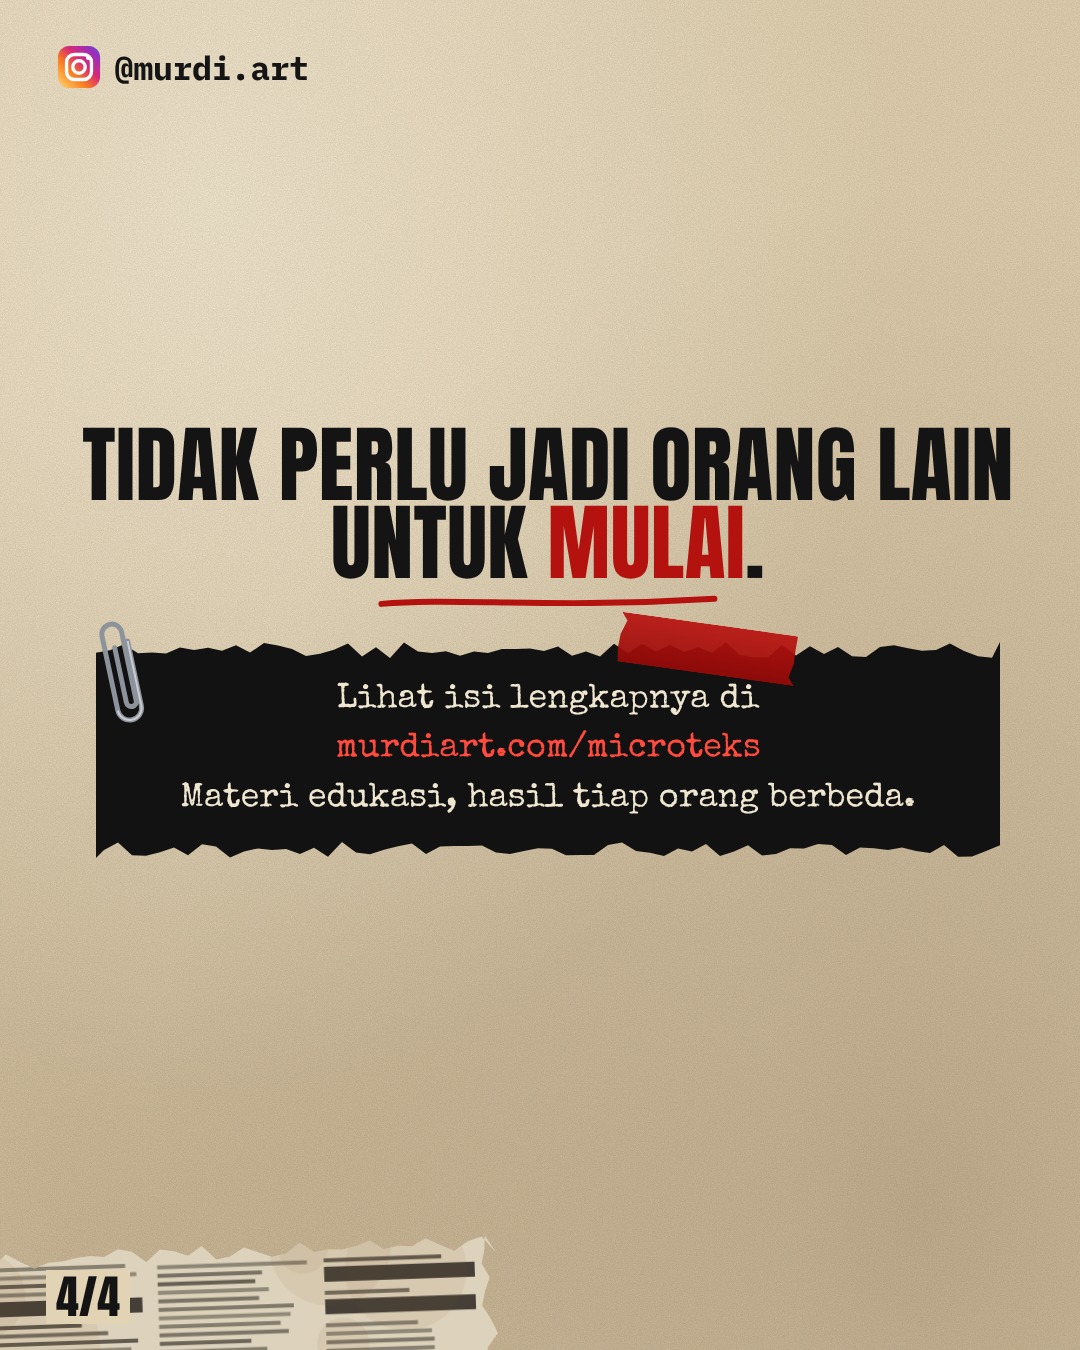 @murdi.art
TIDAK PERLU JADI ORANG LAIN
UNTUK MULAI.
Lihat isi lengkapnya di
murdiart.com/microteks
Materi edukasi, hasil tiap orang berbeda.
4/4